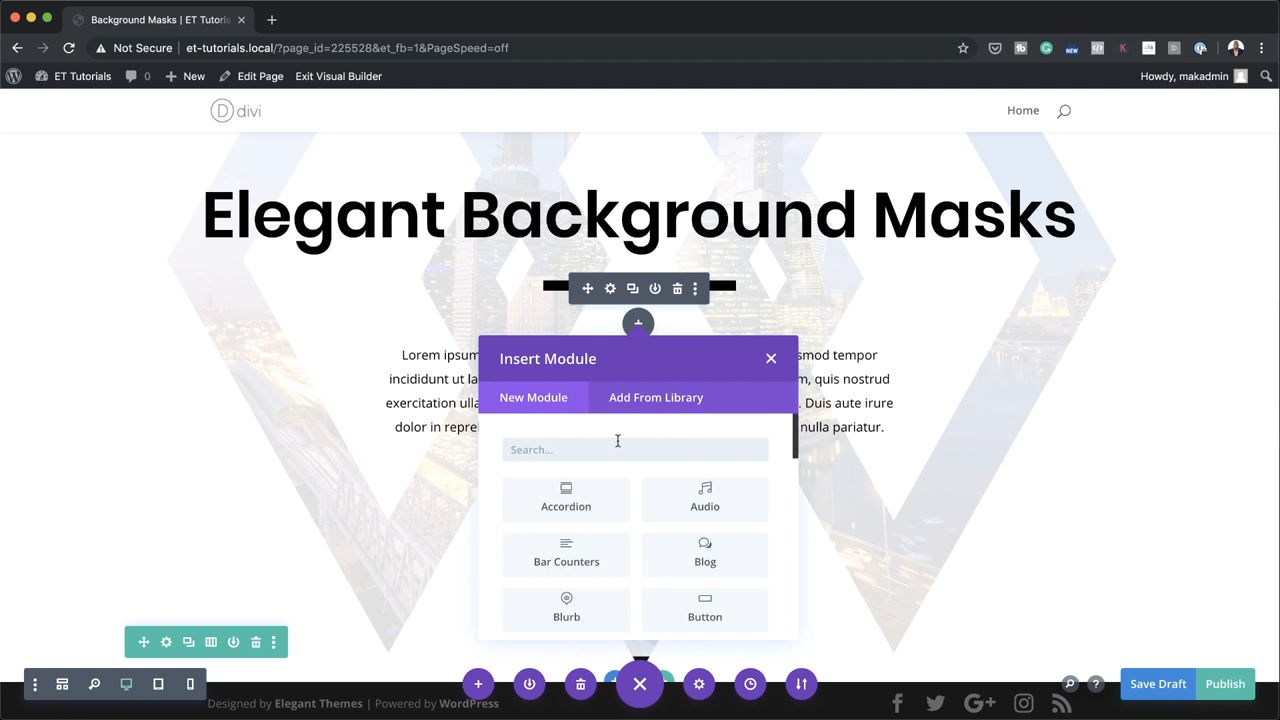 Background Masks | ET Tutoria
Not Secure | et-tutorials.local/?page_id=225528&et_fb=1&PageSpeed=off
NEW
K
ET Tutorials 0 New Edit Page Exit Visual Builder Howdy, makadmin
D divi Home
Elegant Background Masks
Lorem ipsum smod tempor
incididunt ut la m, quis nostrud
exercitation ulla . Duis aute irure
dolor in repre nulla pariatur.
Insert Module
New Module Add From Library
Search...
Accordion Audio
Bar Counters Blog
Blurb Button
? Save Draft Publish
Designed by Elegant Themes | Powered by WordPress